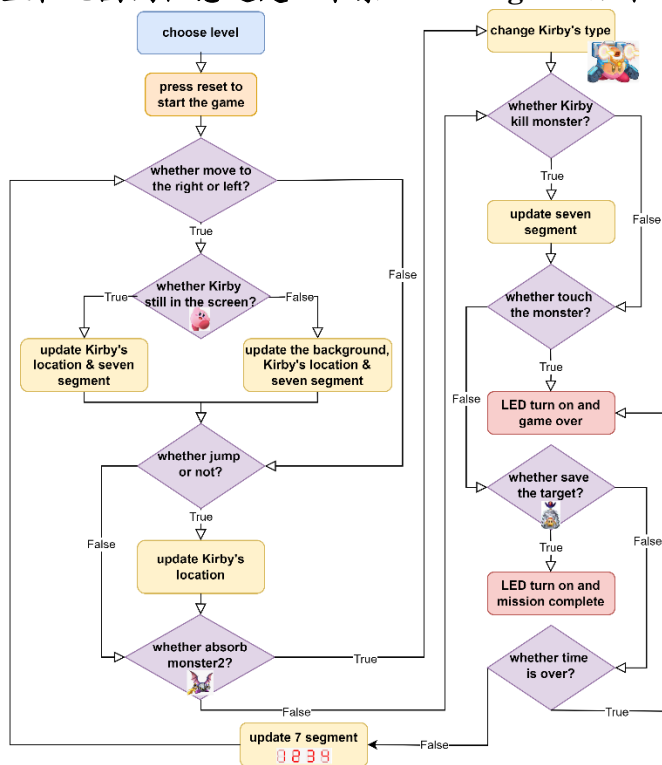 choose level
press reset to
start the game
whether move to
the right or left?
True
False
whether Kirby
still in the screen?
True
False
update Kirby's
location & seven
segment
update the background,
Kirby's location &
seven segment
whether jump
or not?
True
False
update Kirby's
location
whether absorb
monster2?
True
False
change Kirby's type
whether Kirby
kill monster?
True
False
update seven
segment
whether touch
the monster?
True
False
LED turn on and
game over
whether save
the target?
True
False
LED turn on and
mission complete
whether time
is over?
True
False
update 7 segment
1234